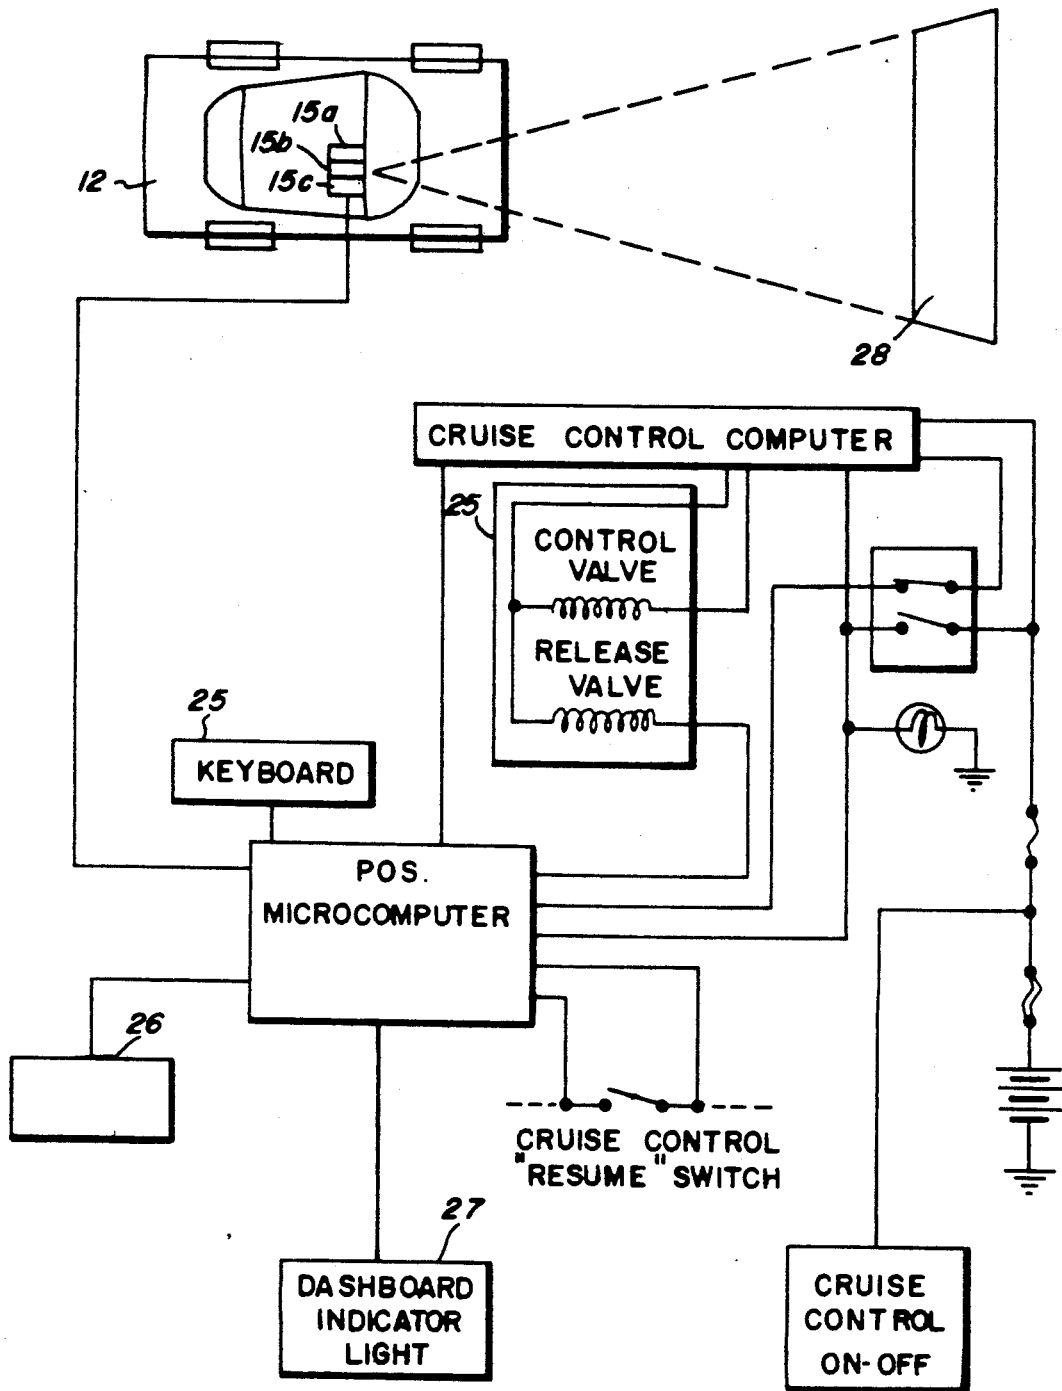 15a
15b
15c
12
28
CRUISE CONTROL COMPUTER
25
CONTROL
VALVE
RELEASE
VALVE
25
KEYBOARD
POS.
MICROCOMPUTER
26
CRUISE CONTROL
"RESUME" SWITCH
27
DASHBOARD
INDICATOR
LIGHT
CRUISE
CONTROL
ON-OFF